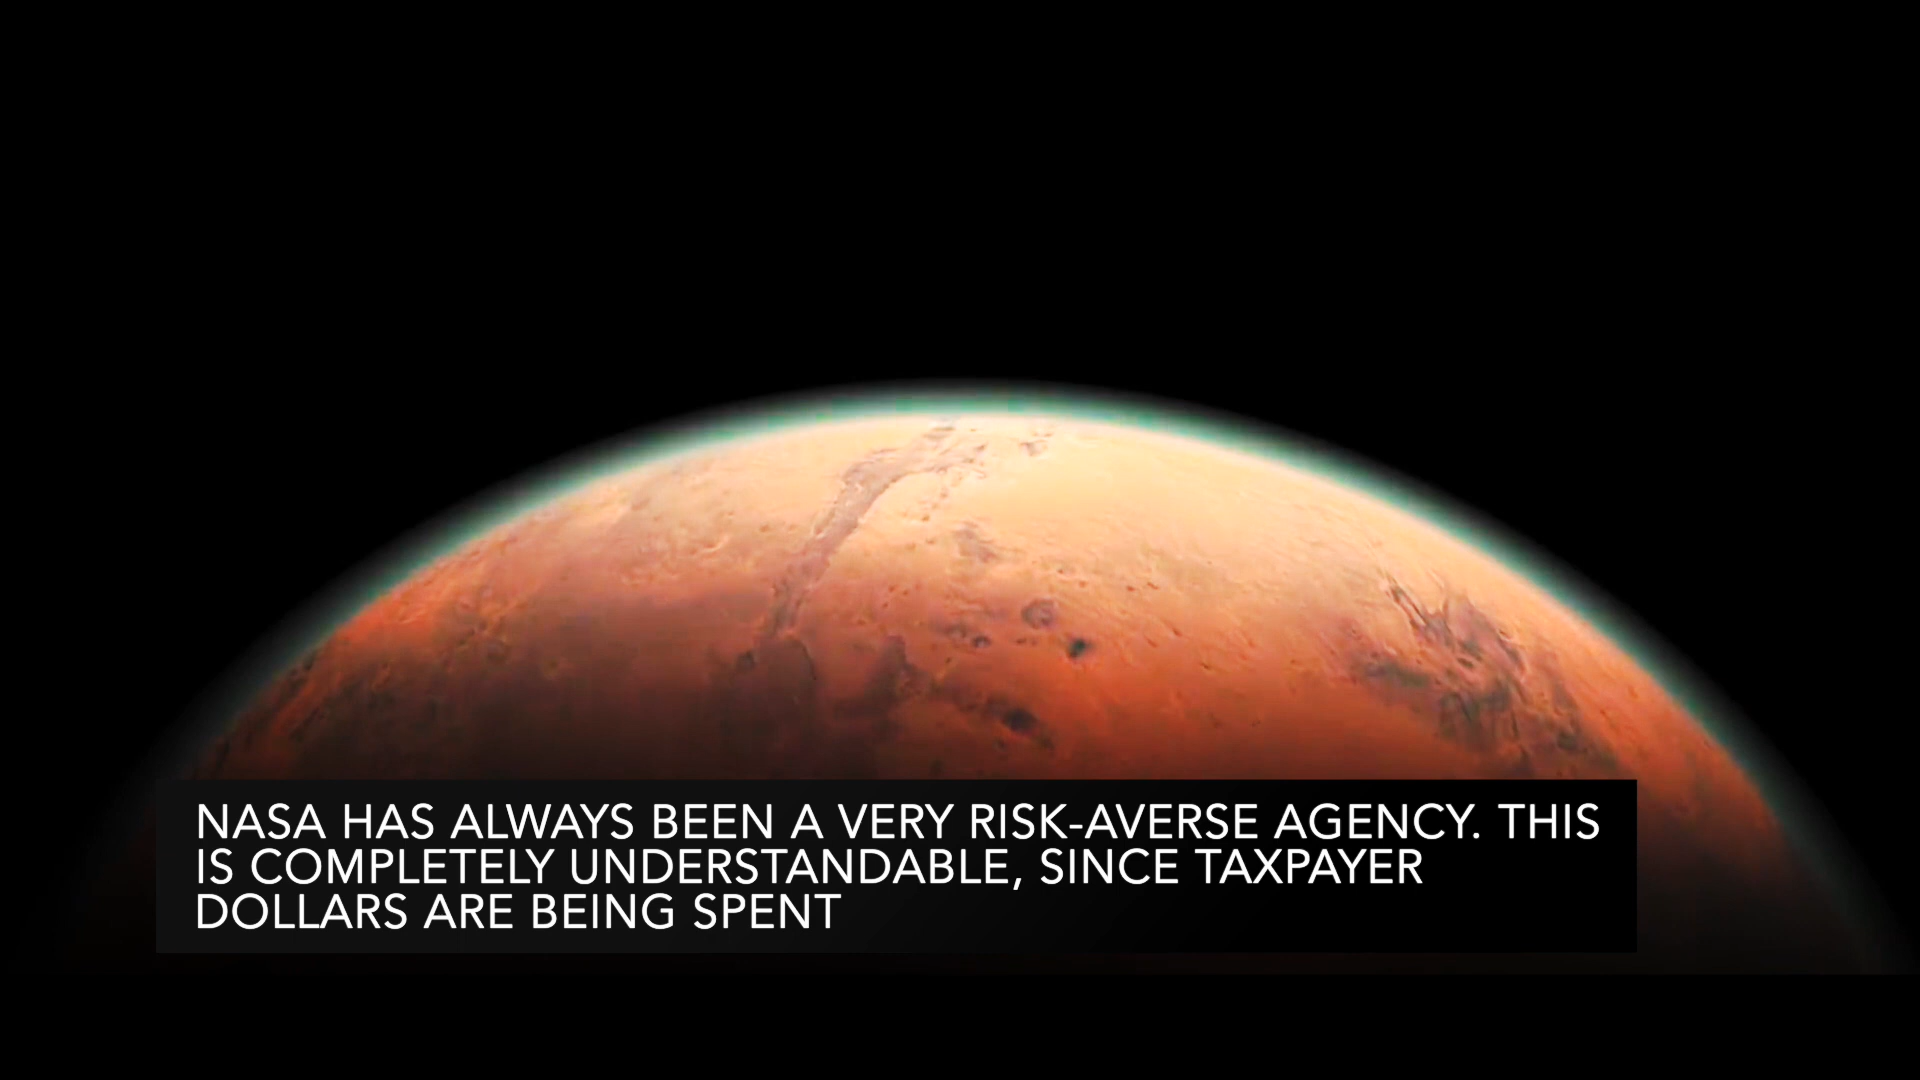 NASA HAS ALWAYS BEEN A VERY RISK-AVERSE AGENCY. THIS
IS COMPLETELY UNDERSTANDABLE, SINCE TAXPAYER
DOLLARS ARE BEING SPENT